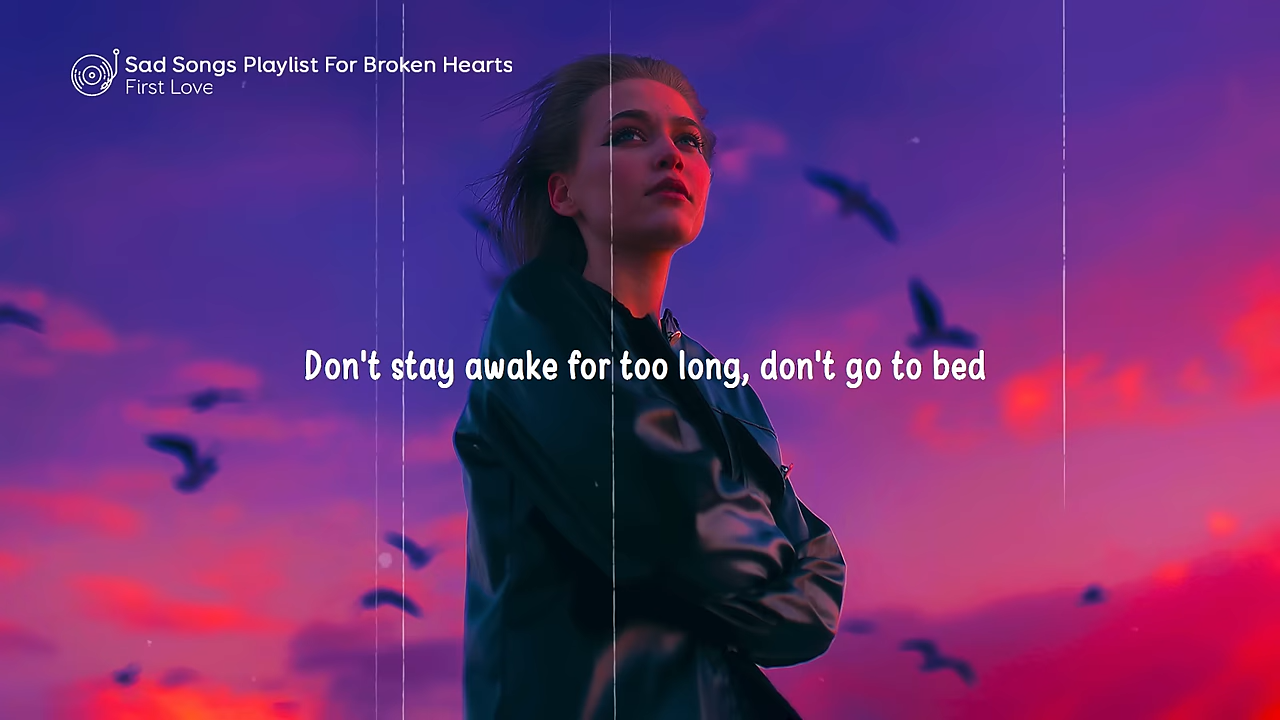 Sad Songs Playlist For Broken Hearts
First Love
Don't stay awake for too long, don't go to bed